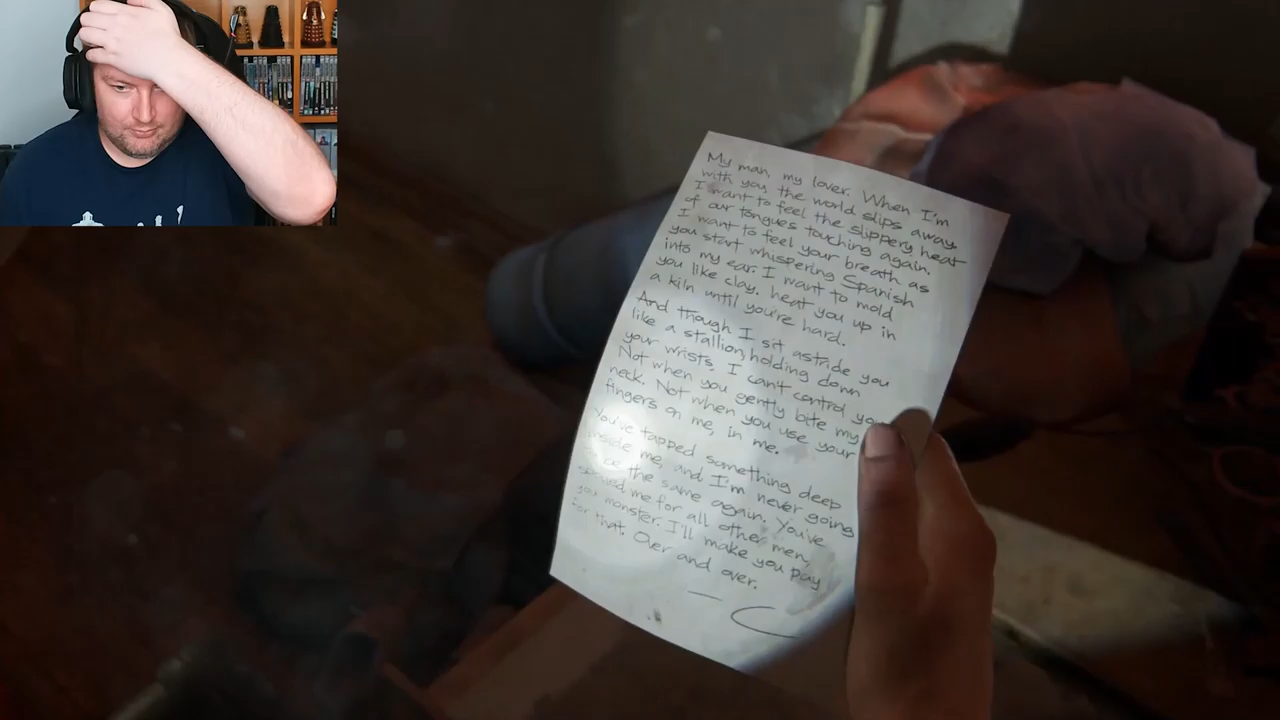 My man, my lover. When I'm
with you the world slips away
I want to feel the slippery heat
of our tongues touching again.
I want to feel your breath as
you start whispering Spanish
into my ear. I want to mold
you like clay, heat you up in
a kiln until you're hard.
And though I sit astride you
like a stallion, holding down
your wrists, I can't control you
Not when you gently bite my
neck. Not when you use your
fingers on me, in me.
You've tapped something deep
inside me, and I'm never going
the same again. You've
me for all other men,
you monster. I'll make you pay
for that. Over and over.
— C